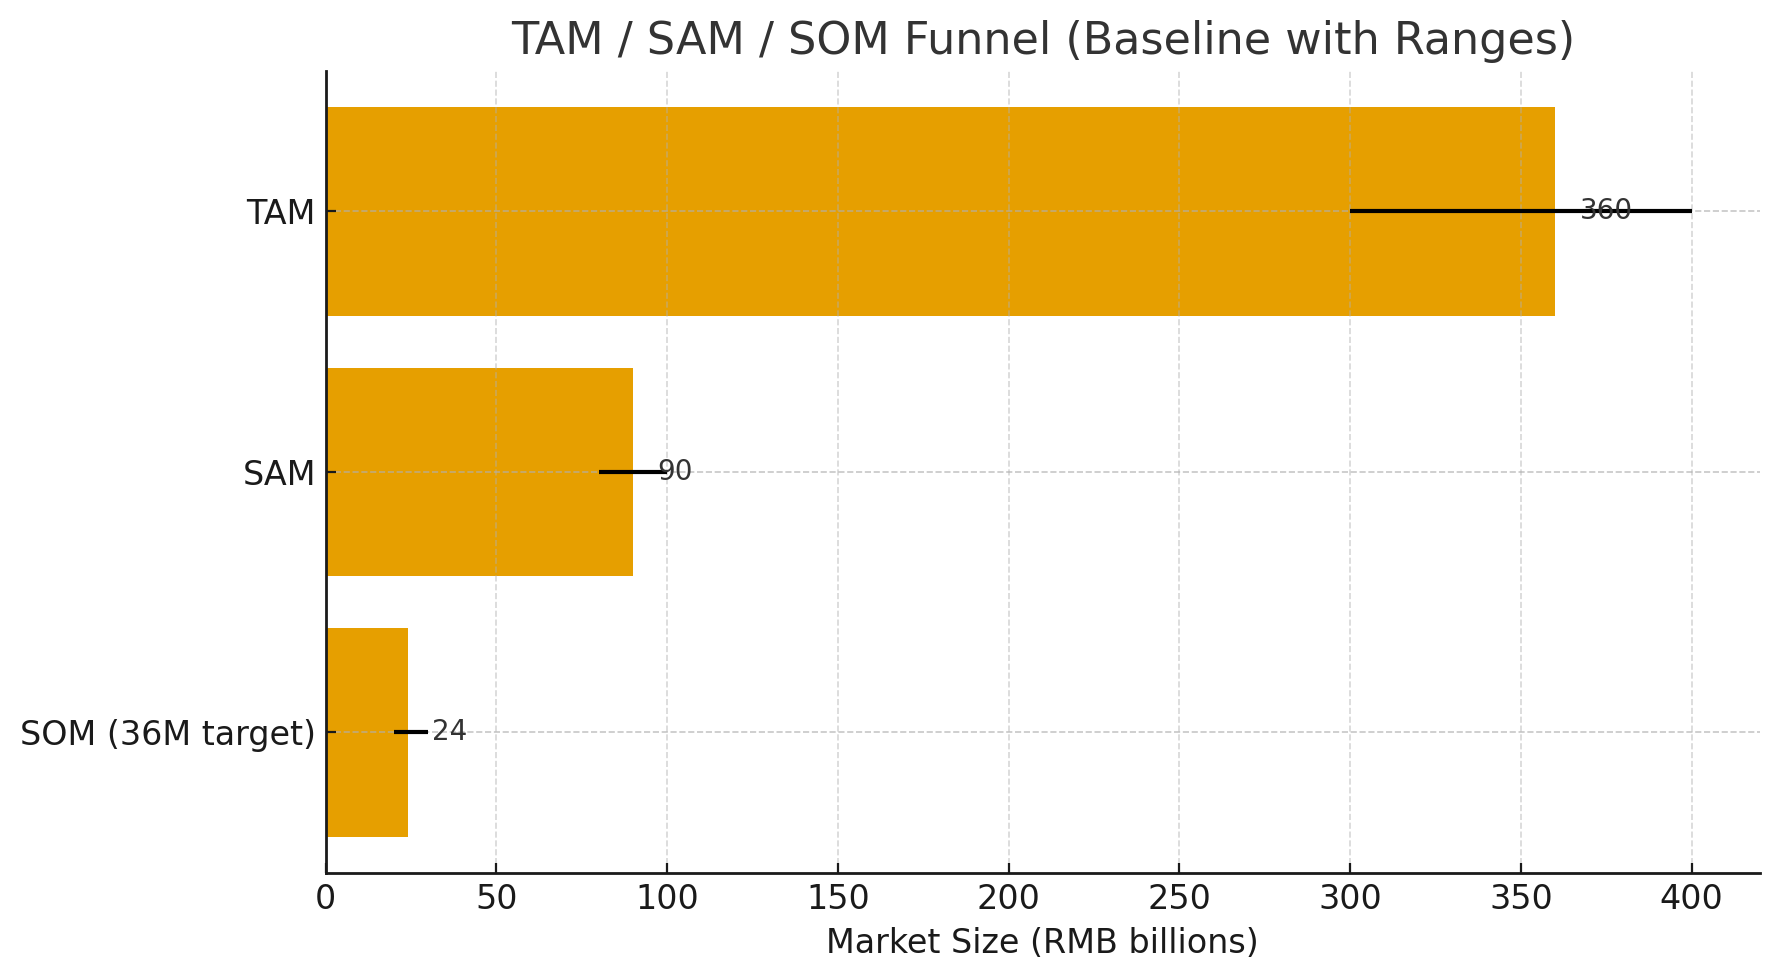 TAM / SAM / SOM Funnel (Baseline with Ranges)
TAM
360
SAM
90
SOM (36M target)
24
0 50 100 150 200 250 300 350 400
Market Size (RMB billions)